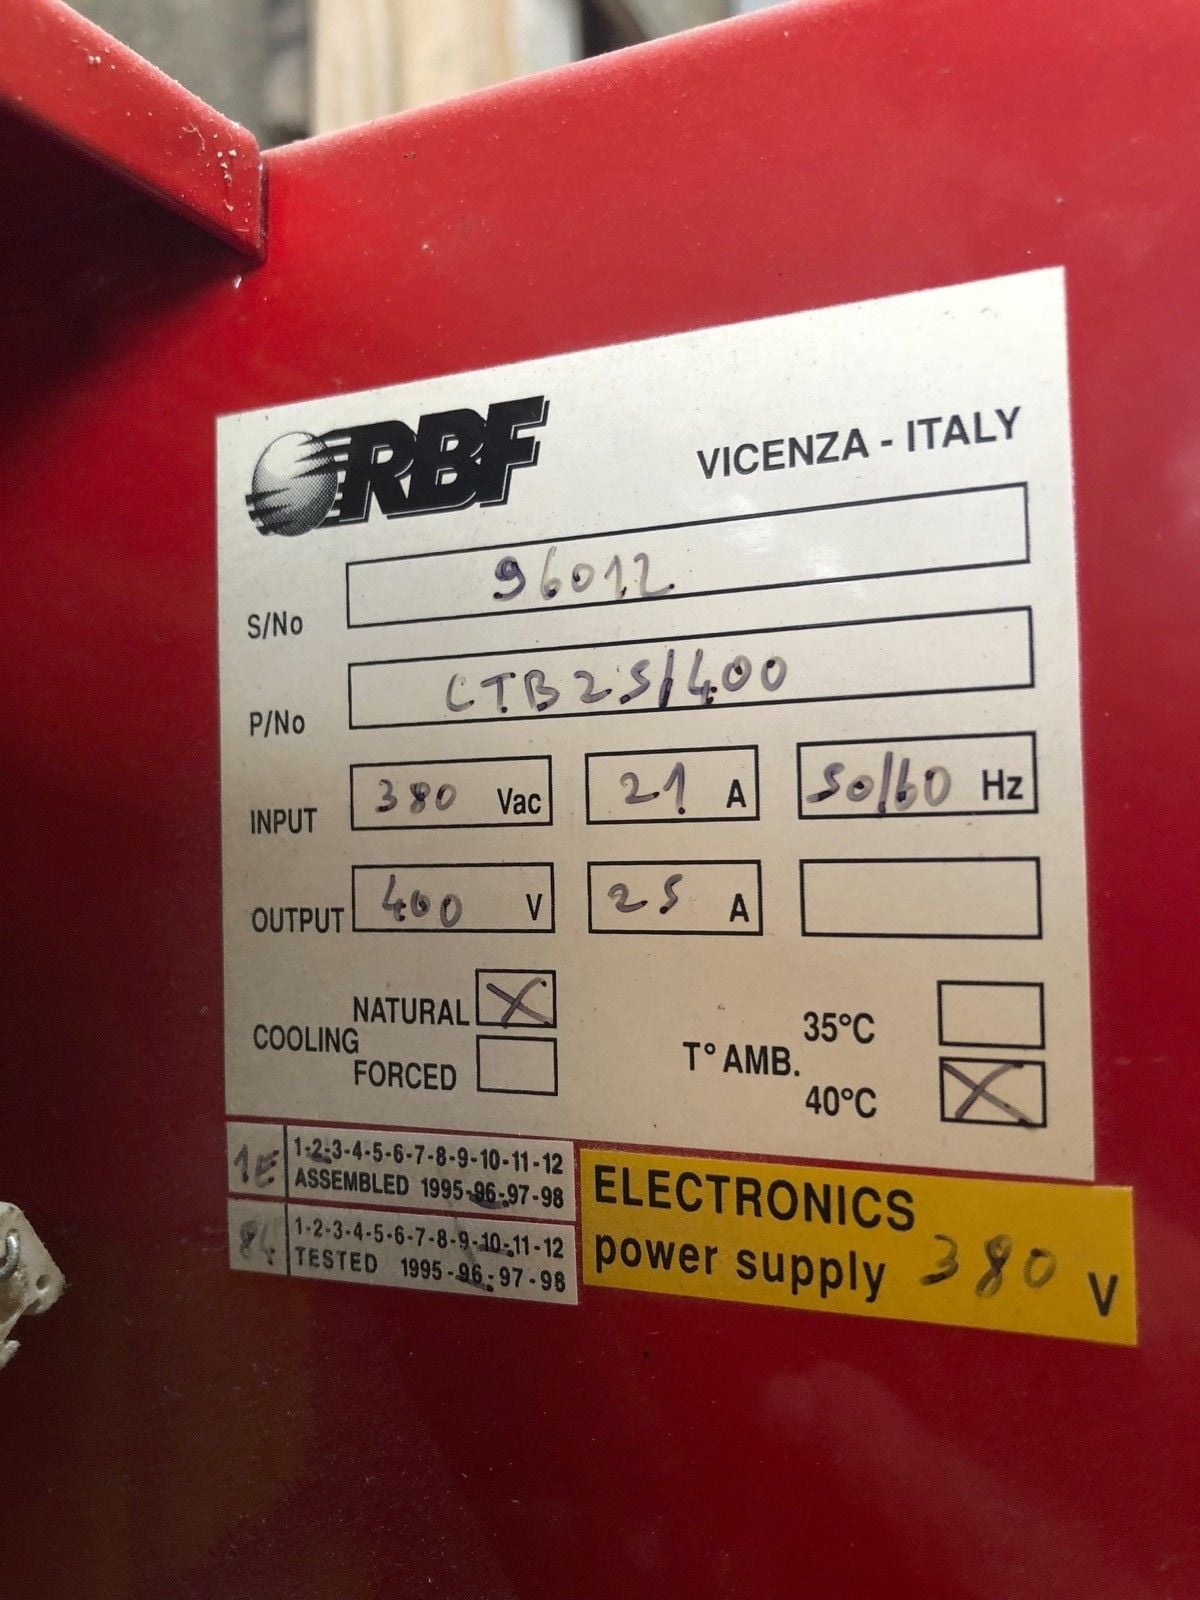 RBF
VICENZA - ITALY
S/No 96012
P/No CTB25/400
INPUT 380 Vac 21 A 50/60 Hz
OUTPUT 400 V 25 A
COOLING NATURAL X FORCED
T° AMB. 35°C 40°C X
1E 1-2-3-4-5-6-7-8-9-10-11-12
ASSEMBLED 1995-96-97-98
84 1-2-3-4-5-6-7-8-9-10-11-12
TESTED 1995-96-97-98
ELECTRONICS
power supply 380 V